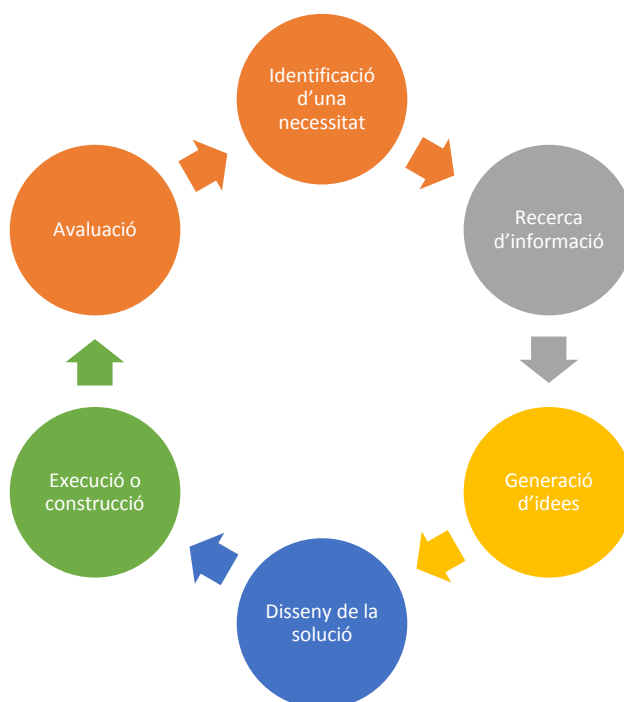 Identificació
d’una
necessitat
Recerca
d’informació
Generació
d’idees
Disseny de la
solució
Execució o
construcció
Avaluació